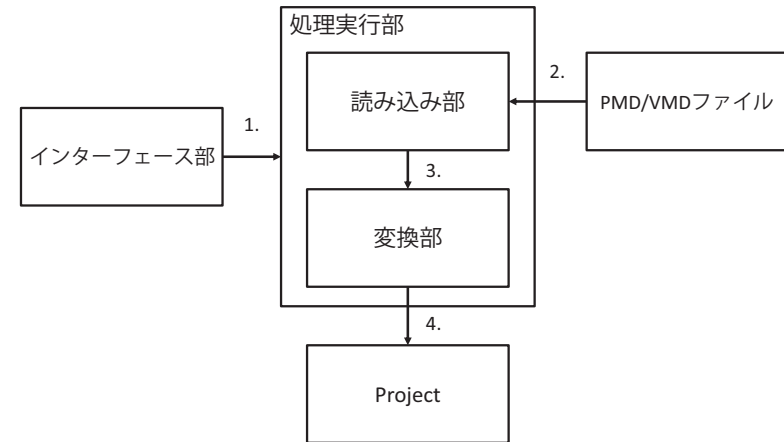 処理実行部
2.
読み込み部
PMD/VMDファイル
1.
インターフェース部
3.
変換部
4.
Project